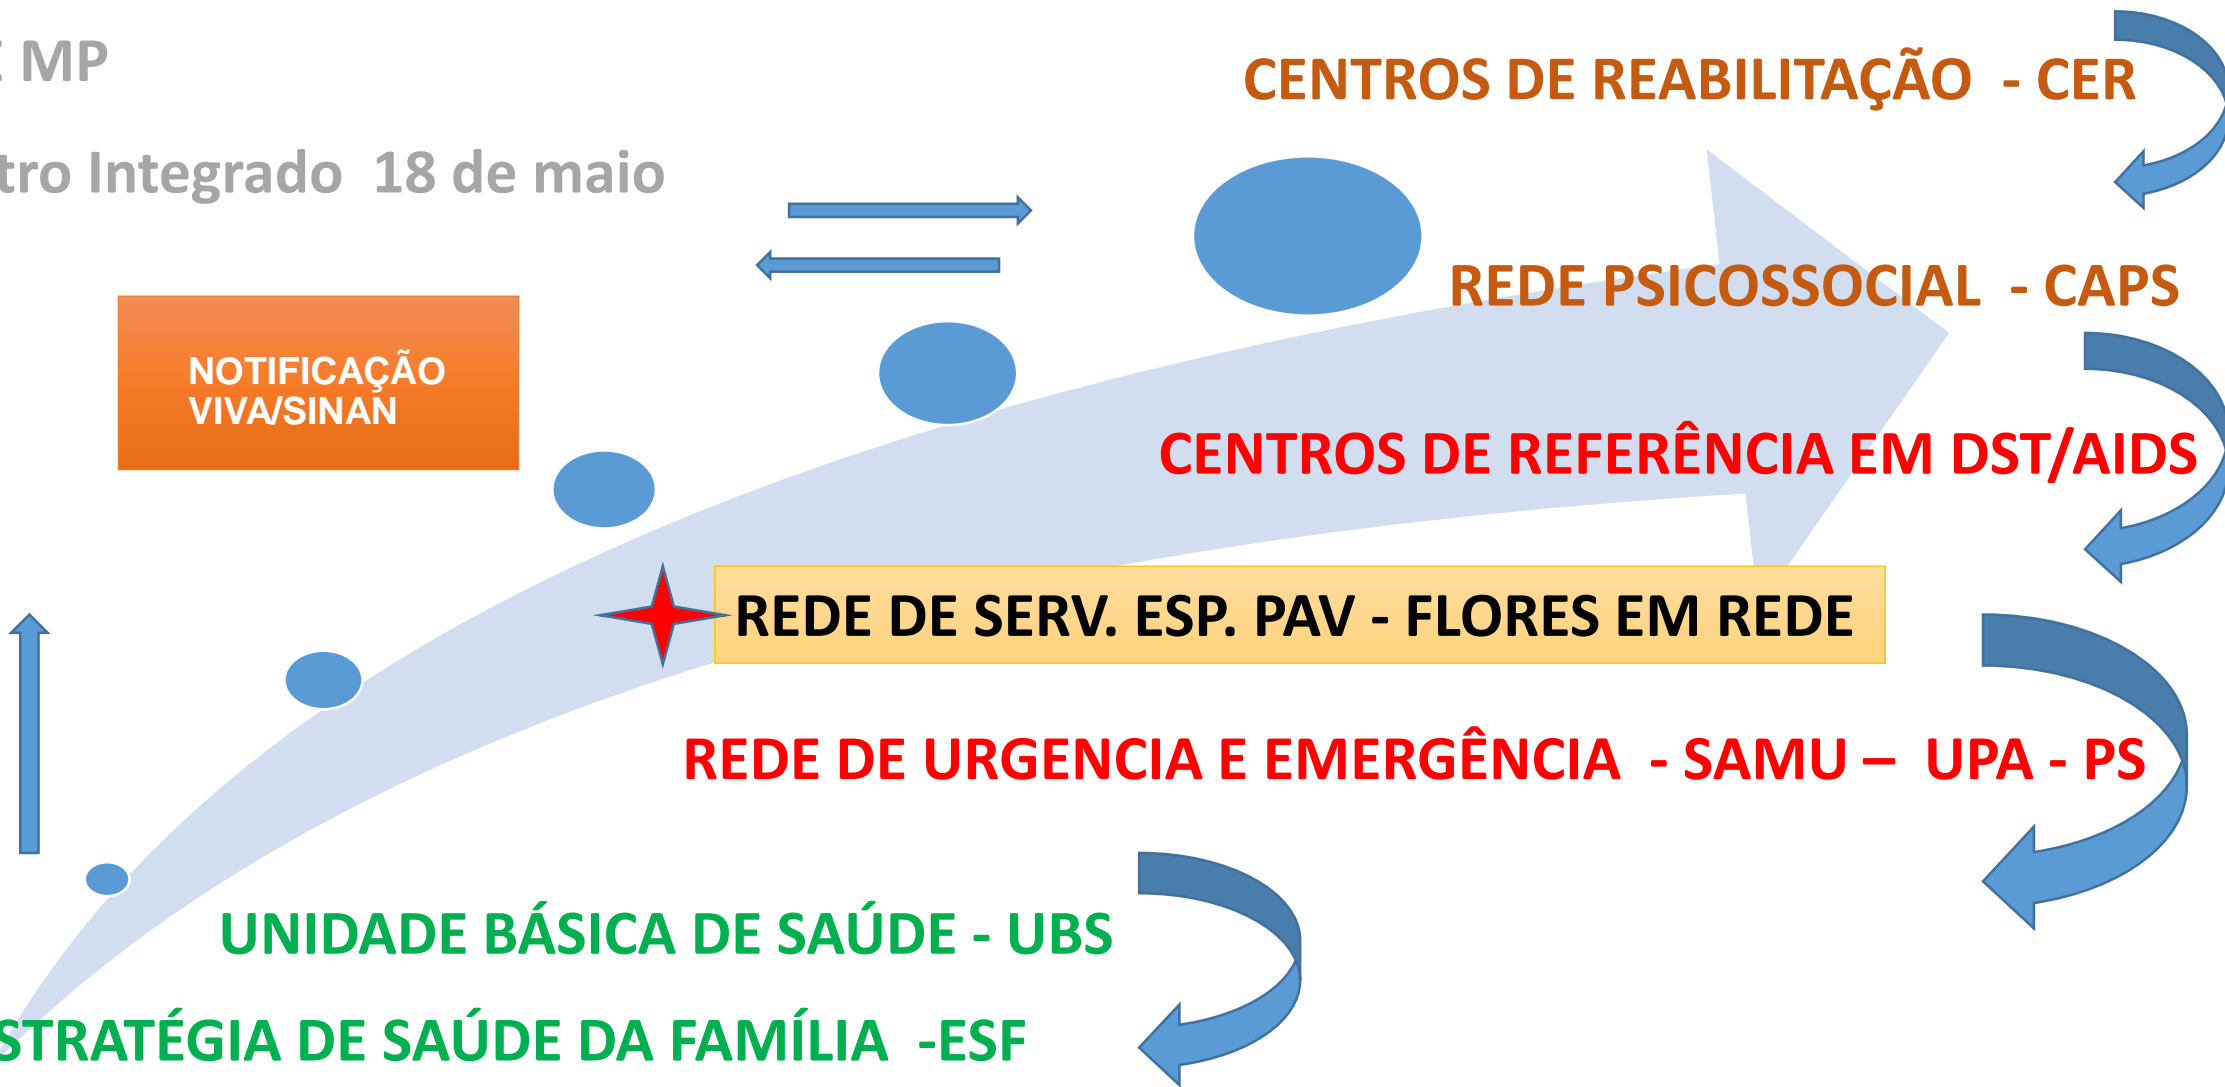 E MP
CENTROS DE REABILITAÇÃO - CER
tro Integrado 18 de maio
REDE PSICOSSOCIAL - CAPS
NOTIFICAÇÃO
VIVA/SINAN
CENTROS DE REFERÊNCIA EM DST/AIDS
REDE DE SERV. ESP. PAV - FLORES EM REDE
REDE DE URGENCIA E EMERGÊNCIA - SAMU – UPA - PS
UNIDADE BÁSICA DE SAÚDE - UBS
STRATÉGIA DE SAÚDE DA FAMÍLIA -ESF